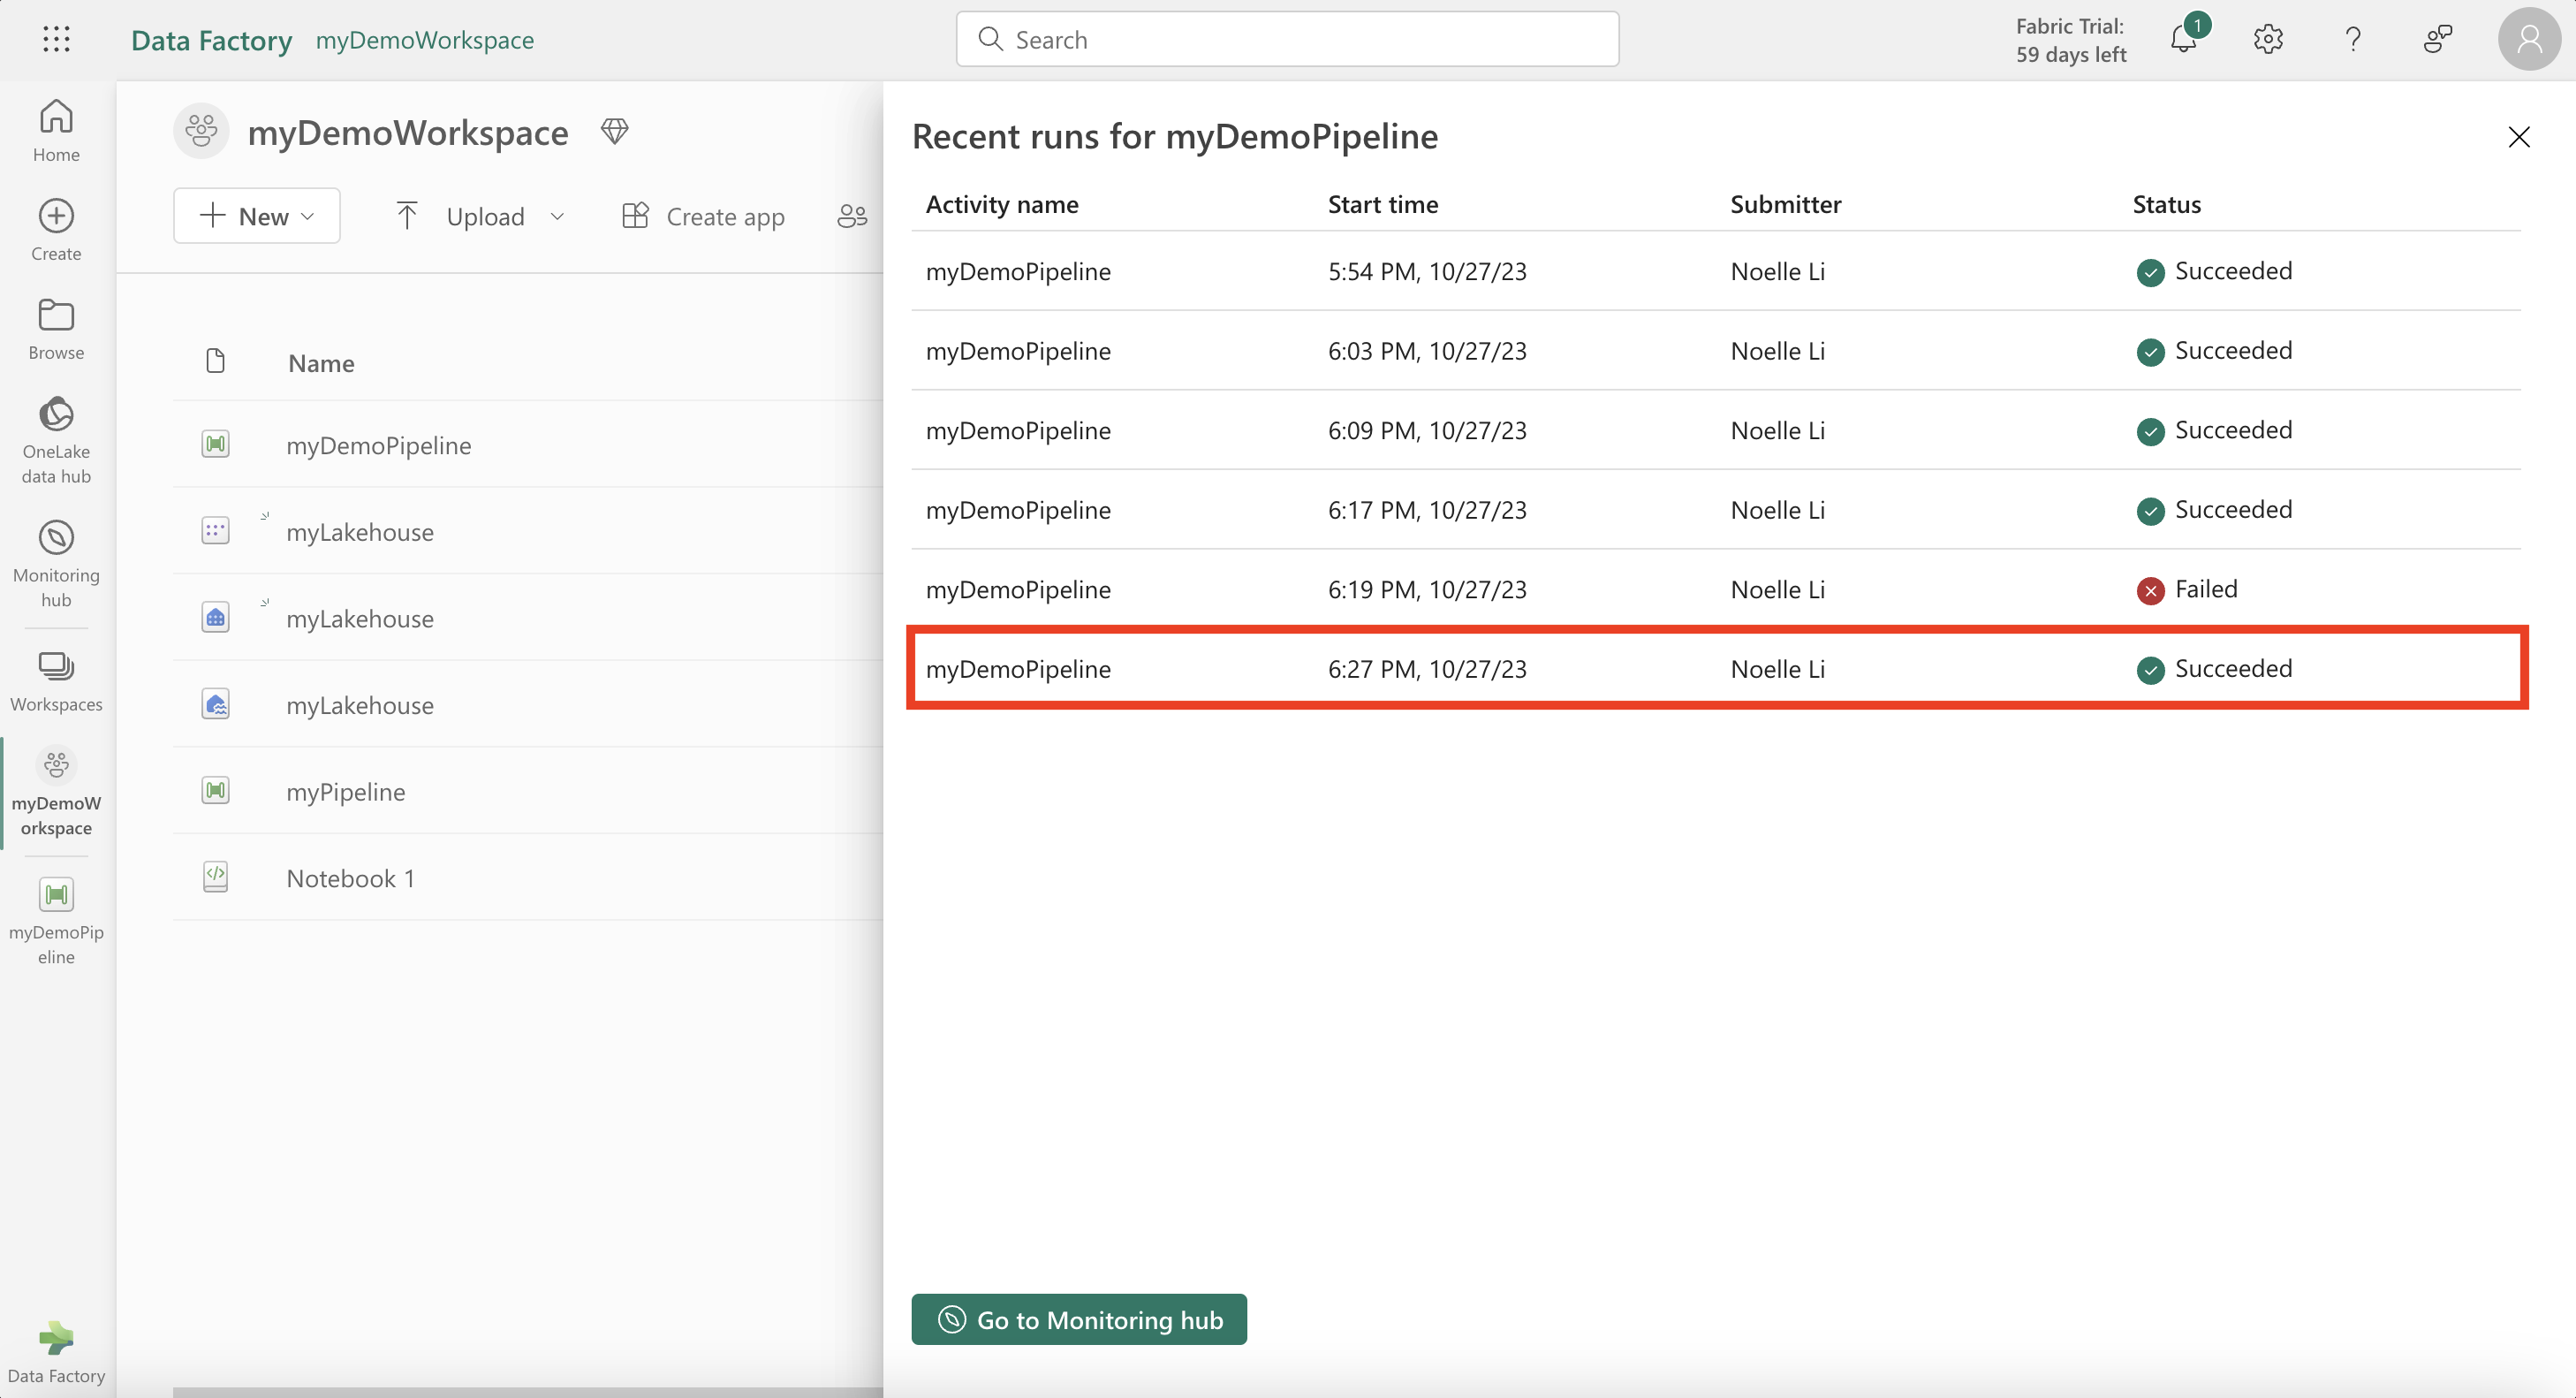 Data Factory myDemoWorkspace
Search
Fabric Trial:
59 days left
1
Home
Create
Browse
OneLake
data hub
Monitoring
hub
Workspaces
myDemoW
orkspace
myDemoPip
eline
Data Factory
myDemoWorkspace
New
Upload
Create app
Name
myDemoPipeline
myLakehouse
myLakehouse
myLakehouse
myPipeline
Notebook 1
Recent runs for myDemoPipeline
Activity name Start time Submitter Status
myDemoPipeline 5:54 PM, 10/27/23 Noelle Li Succeeded
myDemoPipeline 6:03 PM, 10/27/23 Noelle Li Succeeded
myDemoPipeline 6:09 PM, 10/27/23 Noelle Li Succeeded
myDemoPipeline 6:17 PM, 10/27/23 Noelle Li Succeeded
myDemoPipeline 6:19 PM, 10/27/23 Noelle Li Failed
myDemoPipeline 6:27 PM, 10/27/23 Noelle Li Succeeded
Go to Monitoring hub